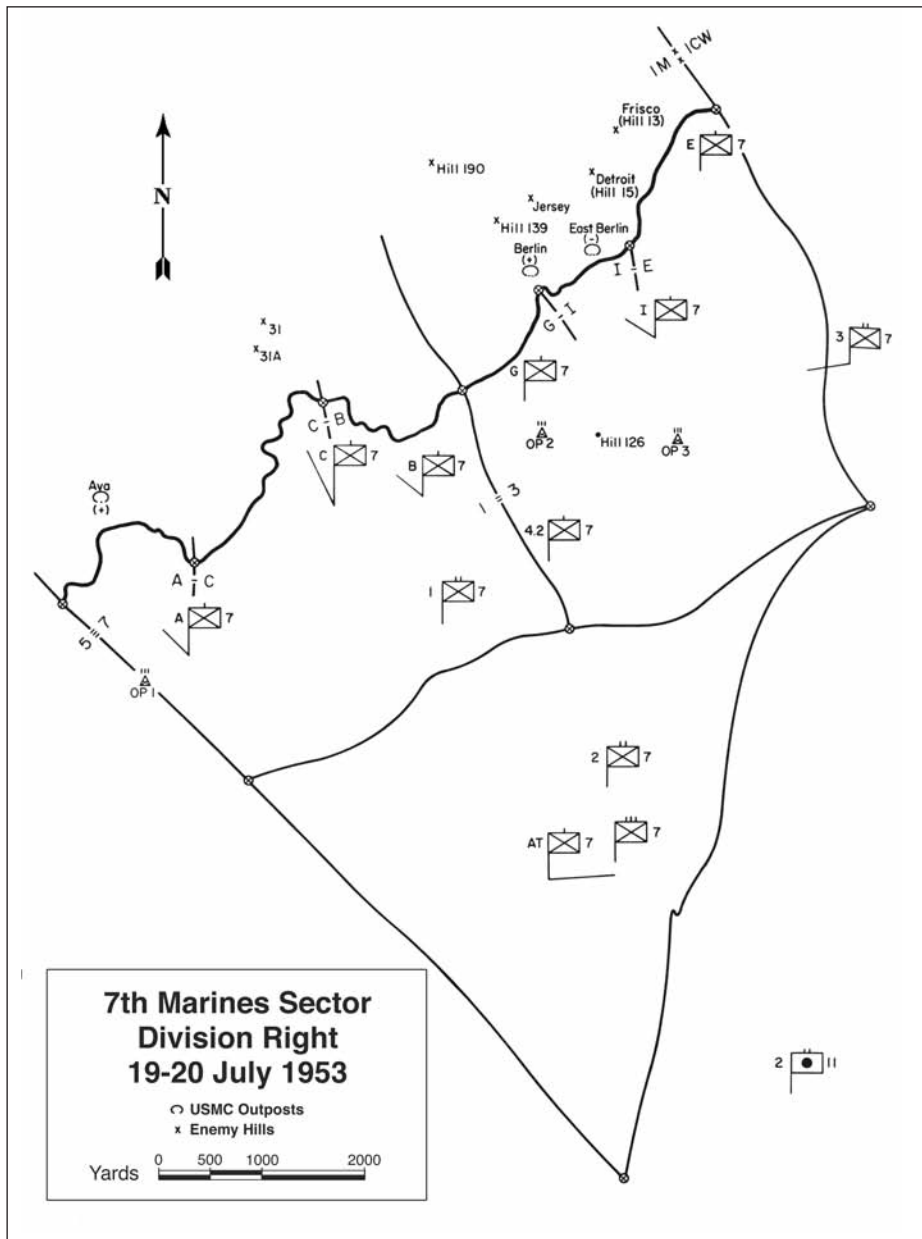 1M x x 1CW
Frisco
(Hill 13)
E 7
x Hill 190
x Detroit
(Hill 15)
N
x Jersey
x Hill 139
East Berlin
(-)
Berlin
(+)
I - E
I 7
G - I
x 31
3 7
x 31A
G 7
C - B
OP 2
Hill 126
OP 3
C 7
B 7
Ava
(+)
1 = 3
4.2 7
A - C
1 7
A 7
5 ≡ 7
OP 1
2 7
AT 7
7
7th Marines Sector
Division Right
19-20 July 1953
USMC Outposts
x Enemy Hills
Yards 0 500 1000 2000
2 11